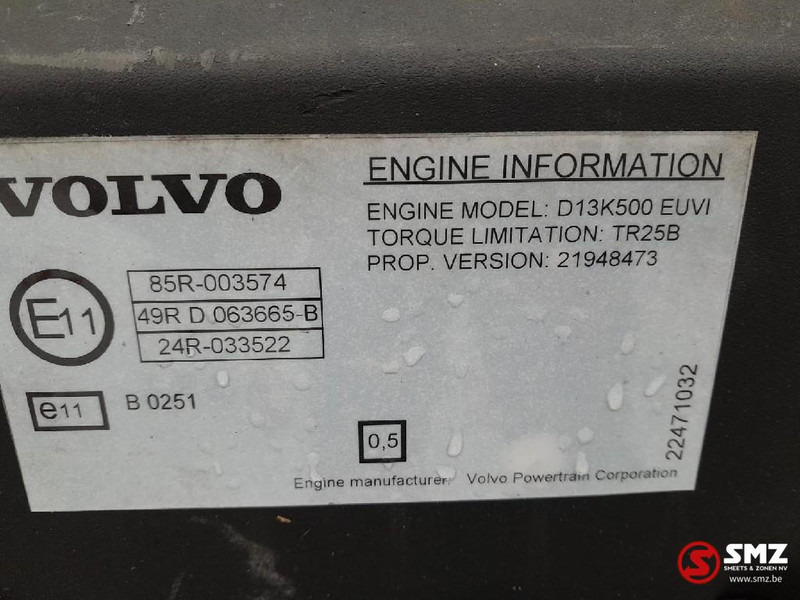 VOLVO
ENGINE INFORMATION
ENGINE MODEL: D13K500 EUVI
TORQUE LIMITATION: TR25B
PROP. VERSION: 21948473
E11
85R-003574
49R D 063665-B
24R-033522
e11
B 0251
0,5
22471032
Engine manufacturer: Volvo Powertrain Corporation
SMZ
SHEETS & ZONEN NV
www.smz.be